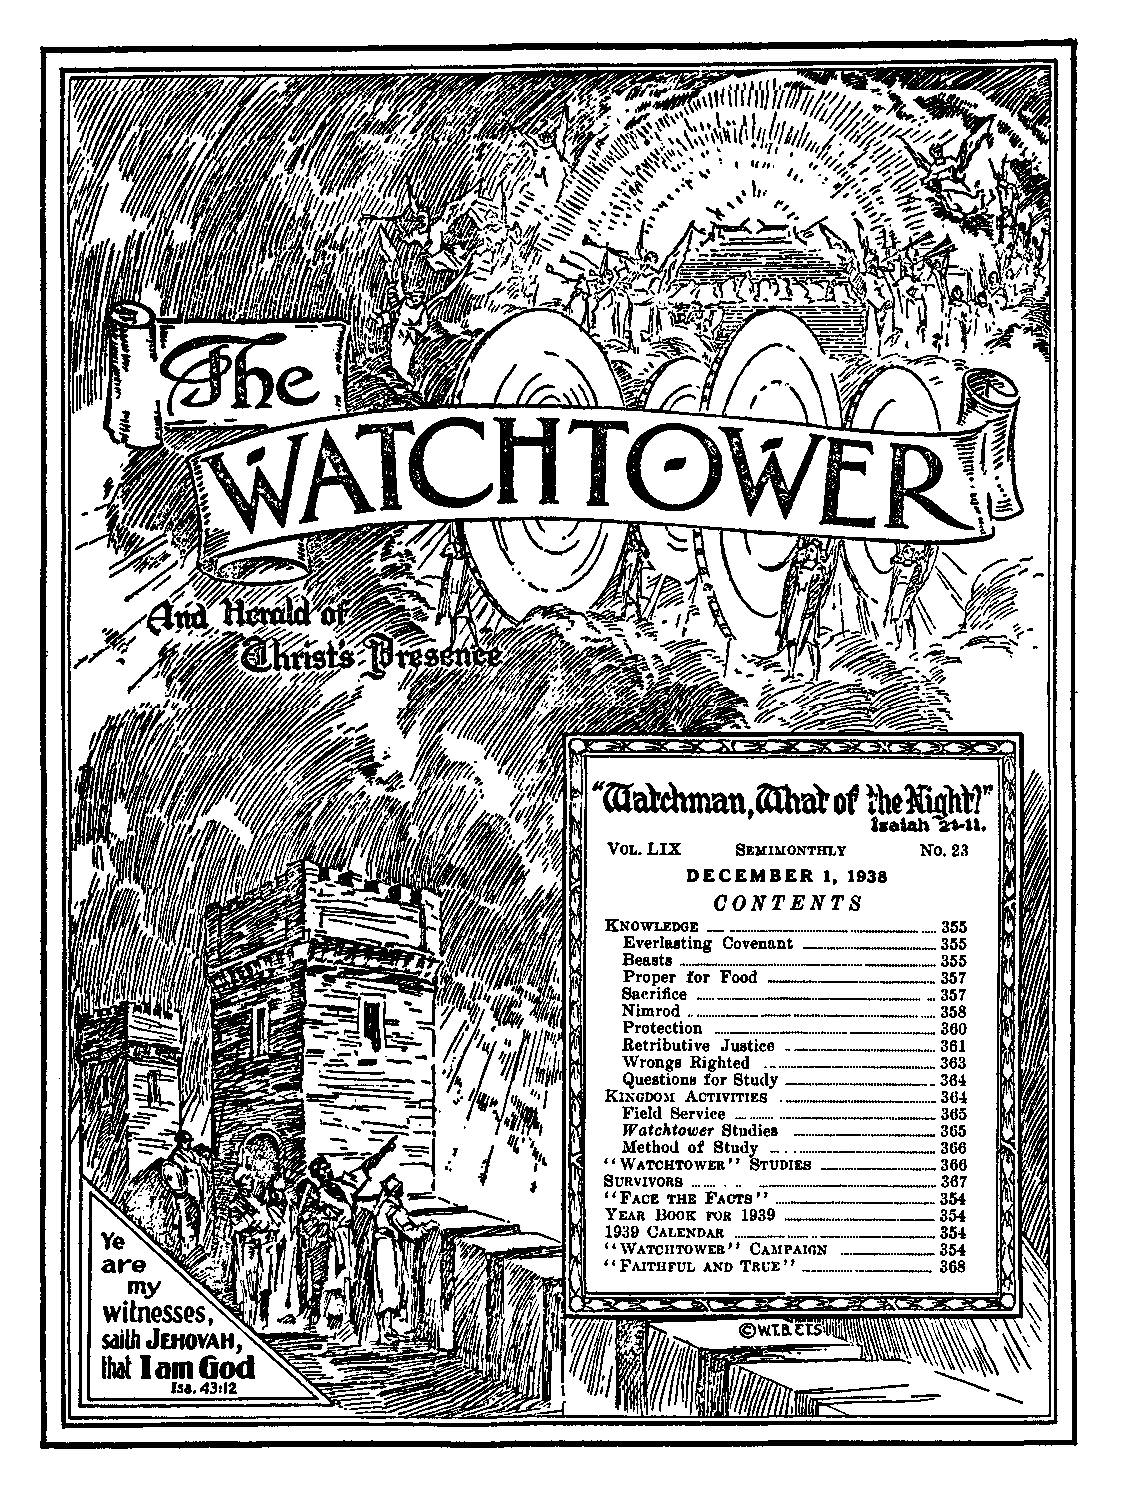 The
WATCHTOWER
And Herald of
Christ's Presence
"Watchman, What of the Night?"
Isaiah 21-11.
VOL. LIX SEMIMONTHLY No. 23
DECEMBER 1, 1938
CONTENTS
KNOWLEDGE 355
Everlasting Covenant 355
Beasts 355
Proper for Food 357
Sacrifice 357
Nimrod 358
Protection 360
Retributive Justice 361
Wrongs Righted 363
Questions for Study 364
KINGDOM ACTIVITIES 364
Field Service 365
Watchtower Studies 365
Method of Study 366
"WATCHTOWER" STUDIES 366
SURVIVORS 367
"FACE THE FACTS" 354
YEAR BOOK FOR 1939 354
1939 CALENDAR 354
"WATCHTOWER" CAMPAIGN 354
"FAITHFUL AND TRUE" 368
Ye
are
my
witnesses,
saith JEHOVAH,
that I am God
Isa. 43:12
©W.T.B. & T.S.